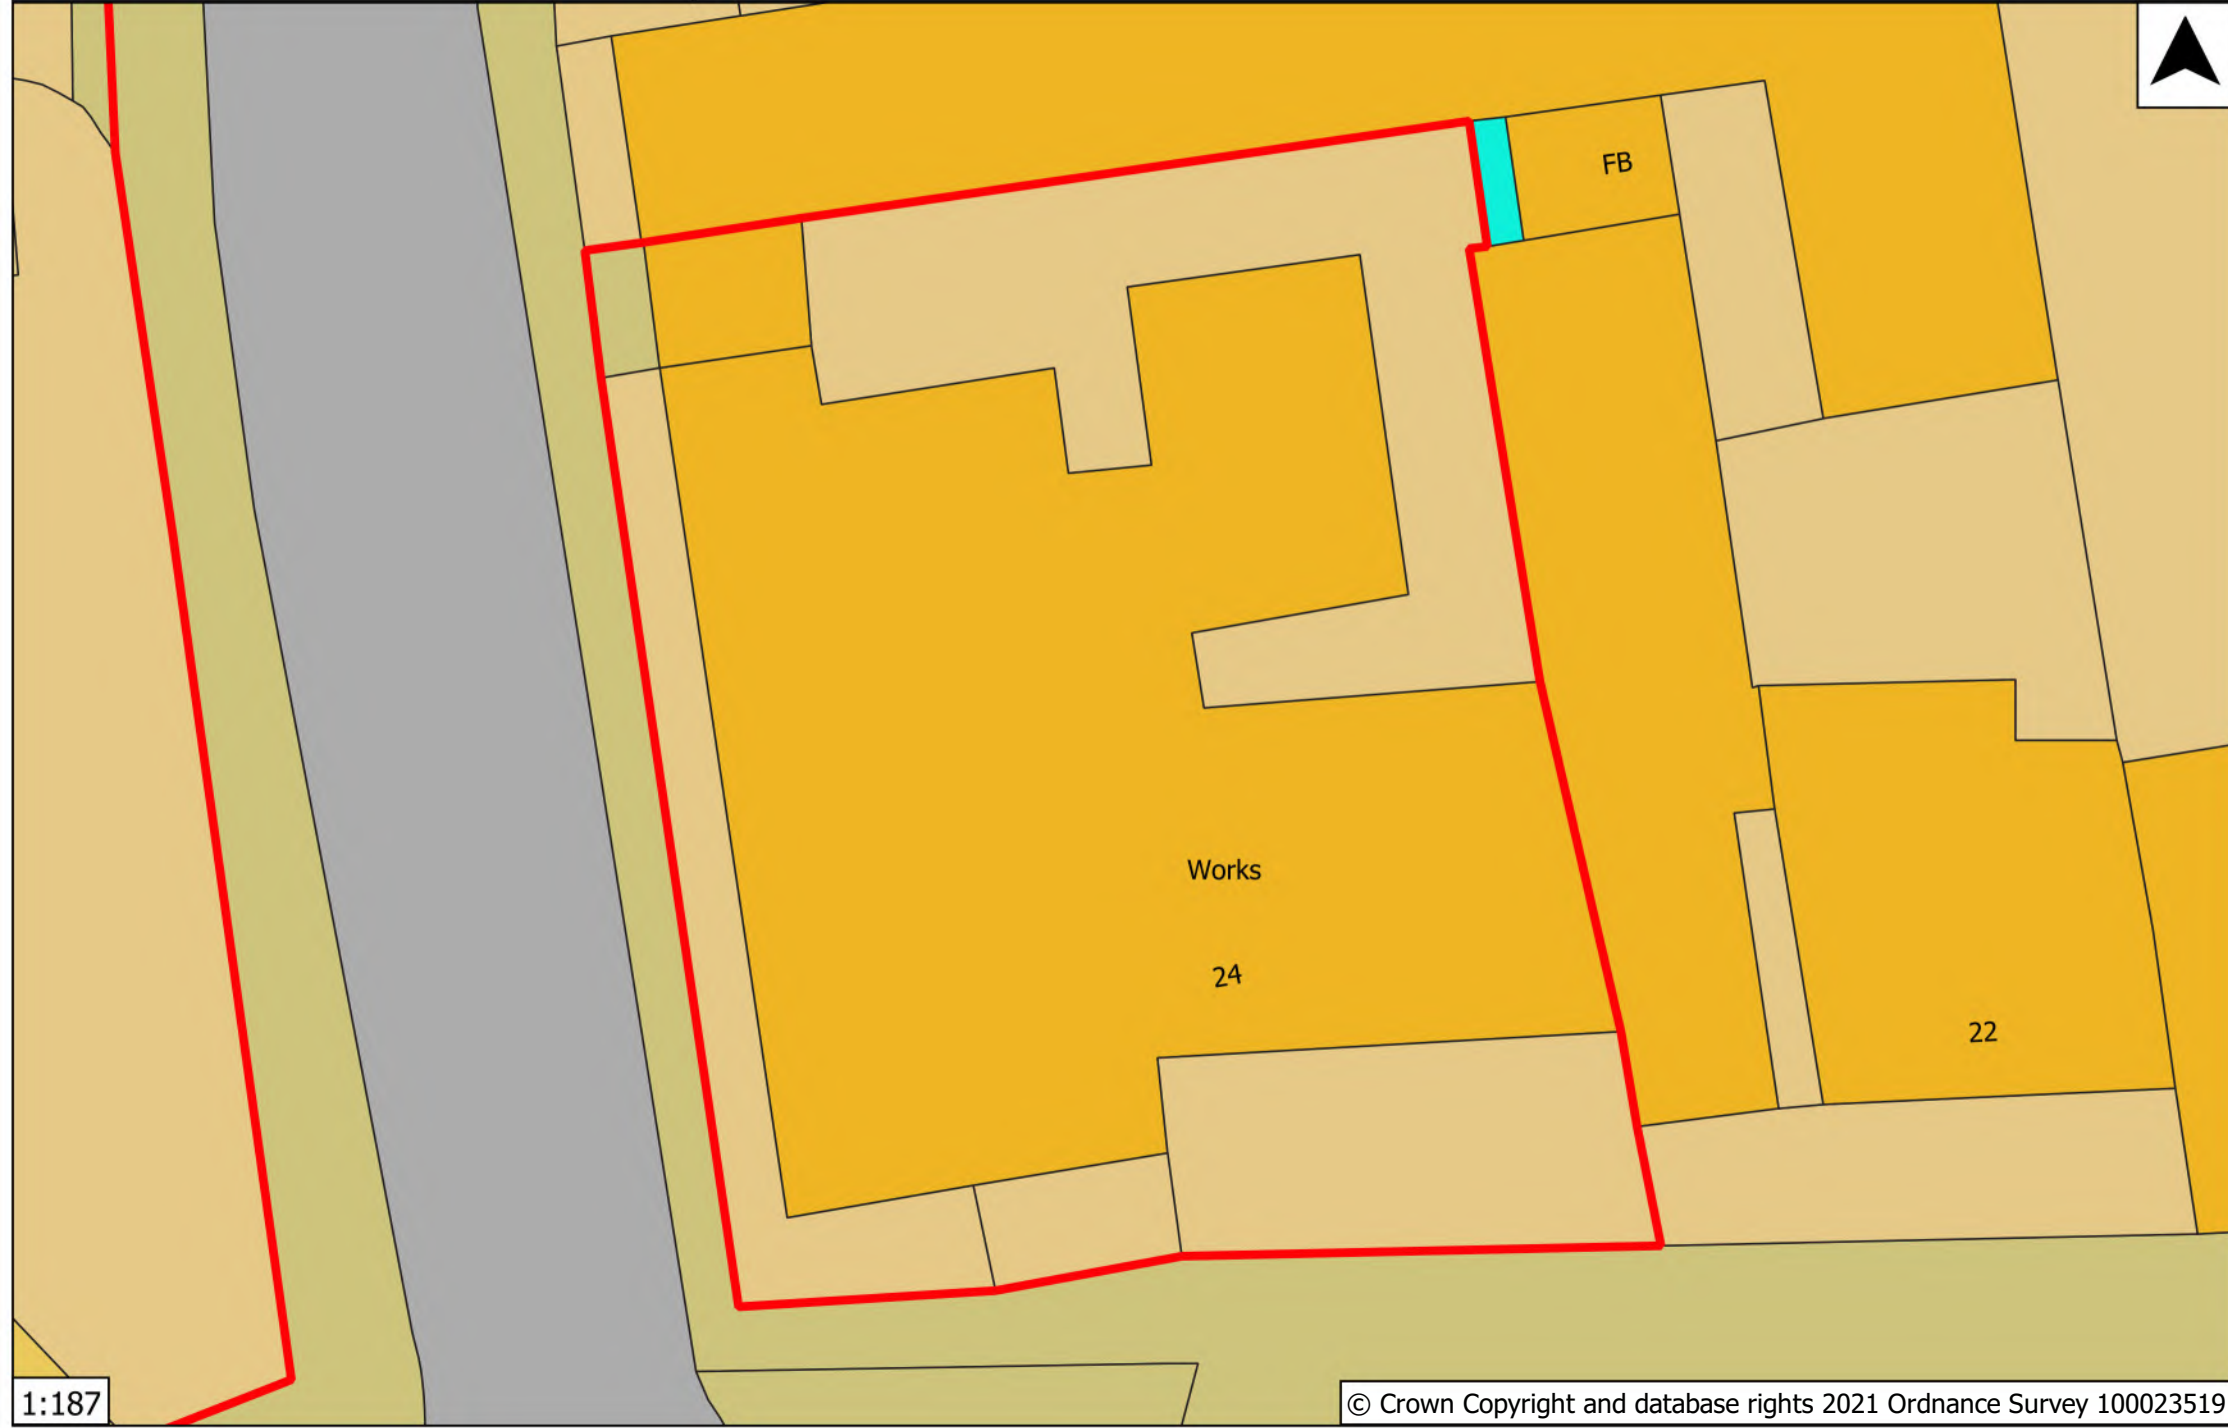 FB
Works
24
22
1:187
© Crown Copyright and database rights 2021 Ordnance Survey 100023519